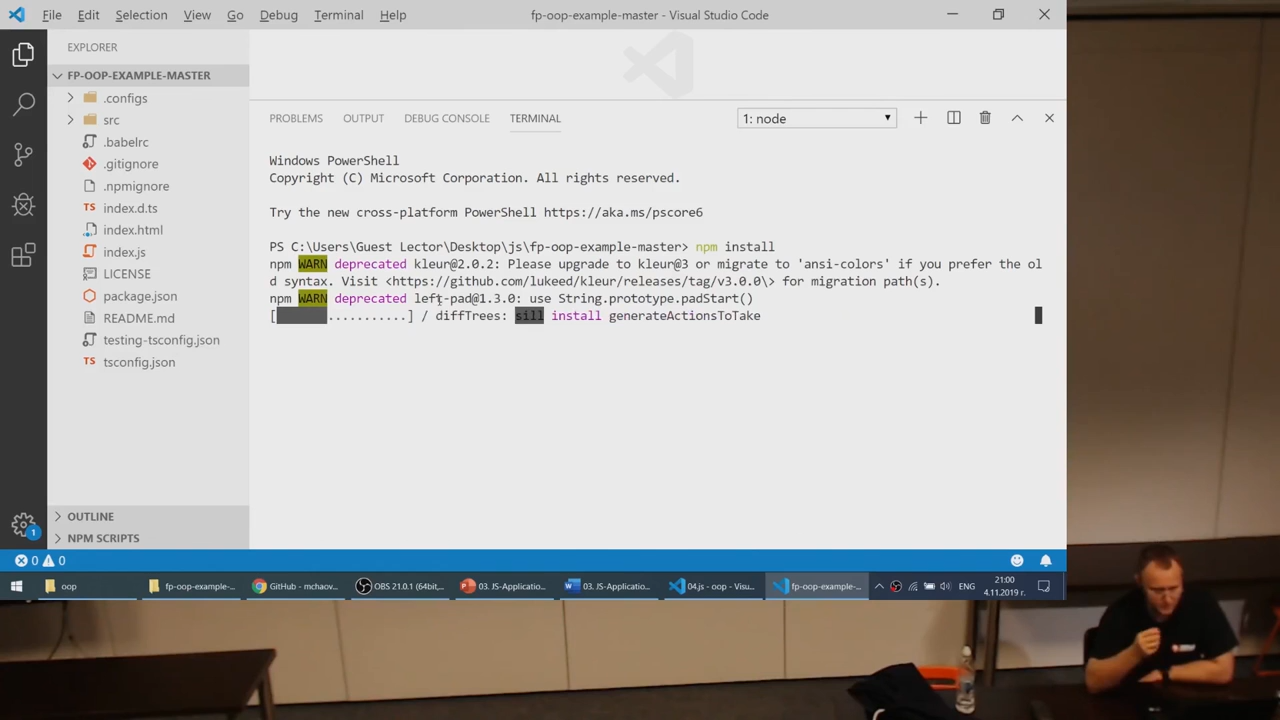 File Edit Selection View Go Debug Terminal Help
fp-oop-example-master - Visual Studio Code
EXPLORER
FP-OOP-EXAMPLE-MASTER
.configs
src
.babelrc
.gitignore
.npmignore
index.d.ts
index.html
index.js
LICENSE
package.json
README.md
testing-tsconfig.json
tsconfig.json
OUTLINE
NPM SCRIPTS
PROBLEMS OUTPUT DEBUG CONSOLE TERMINAL
1: node
Windows PowerShell
Copyright (C) Microsoft Corporation. All rights reserved.
Try the new cross-platform PowerShell https://aka.ms/pscore6
PS C:\Users\Guest Lector\Desktop\js\fp-oop-example-master> npm install
npm WARN deprecated kleur@2.0.2: Please upgrade to kleur@3 or migrate to 'ansi-colors' if you prefer the ol
d syntax. Visit <https://github.com/lukeed/kleur/releases/tag/v3.0.0\> for migration path(s).
npm WARN deprecated left-pad@1.3.0: use String.prototype.padStart()
[ ...........] / diffTrees: sill install generateActionsToTake
1
0 0
oop
fp-oop-example-...
GitHub - mchaov...
OBS 21.0.1 (64bit,...
03. JS-Applicatio...
03. JS-Applicatio...
04.js - oop - Visu...
fp-oop-example-...
ENG
21:00
4.11.2019 г.